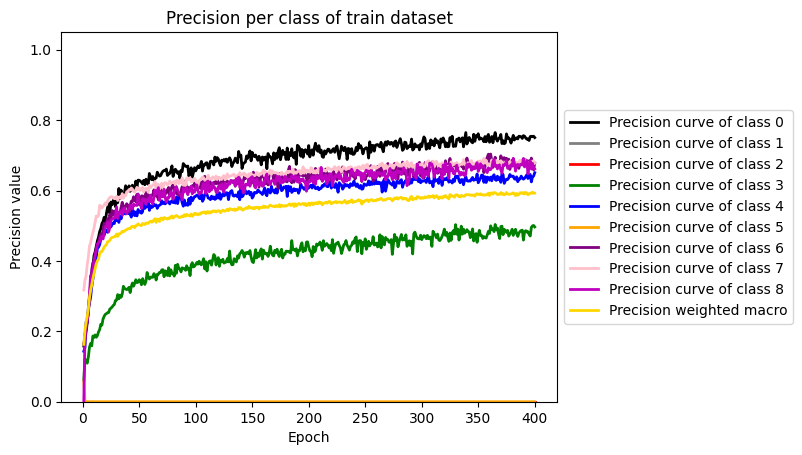 Precision per class of train dataset
Precision value
1.0
0.8
0.6
0.4
0.2
0.0
0
50
100
150
200
250
300
350
400
Epoch
Precision curve of class 0
Precision curve of class 1
Precision curve of class 2
Precision curve of class 3
Precision curve of class 4
Precision curve of class 5
Precision curve of class 6
Precision curve of class 7
Precision curve of class 8
Precision weighted macro